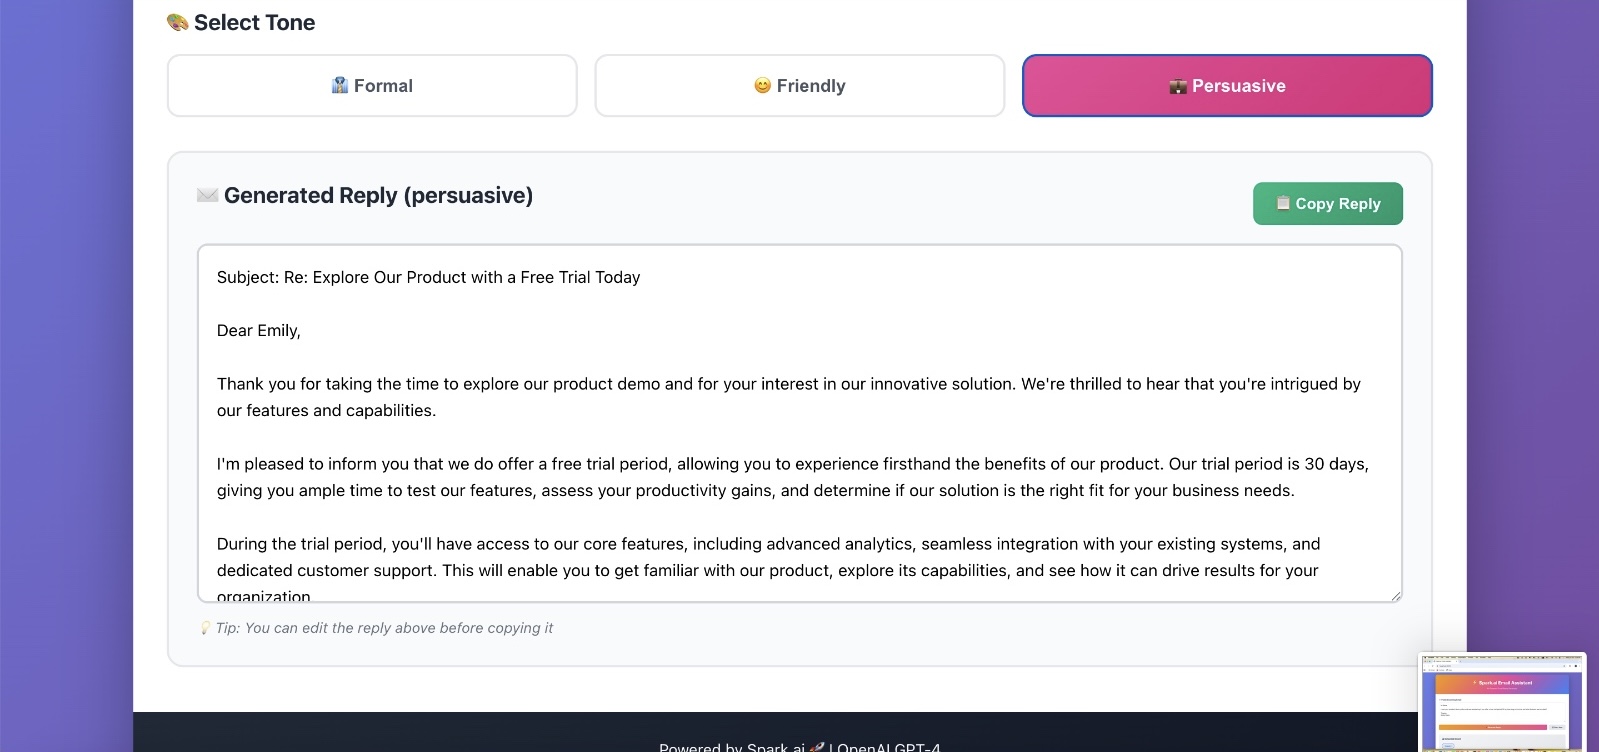 🎨 Select Tone
👔 Formal
😊 Friendly
💼 Persuasive
✉️ Generated Reply (persuasive)
📋 Copy Reply
Subject: Re: Explore Our Product with a Free Trial Today
Dear Emily,
Thank you for taking the time to explore our product demo and for your interest in our innovative solution. We're thrilled to hear that you're intrigued by
our features and capabilities.
I'm pleased to inform you that we do offer a free trial period, allowing you to experience firsthand the benefits of our product. Our trial period is 30 days,
giving you ample time to test our features, assess your productivity gains, and determine if our solution is the right fit for your business needs.
During the trial period, you'll have access to our core features, including advanced analytics, seamless integration with your existing systems, and
dedicated customer support. This will enable you to get familiar with our product, explore its capabilities, and see how it can drive results for your
organization.
💡 Tip: You can edit the reply above before copying it
Spark.ai Email Assistant
Powered by Spark.ai 🚀 | OpenAI GPT-4